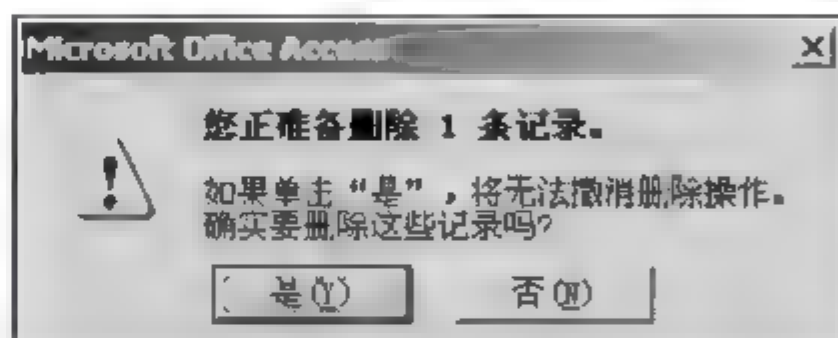 Microsoft Office Access
您正准备删除 1 条记录。
如果单击“是”，将无法撤消删除操作。
确实要删除这些记录吗?
是(Y)
否(N)